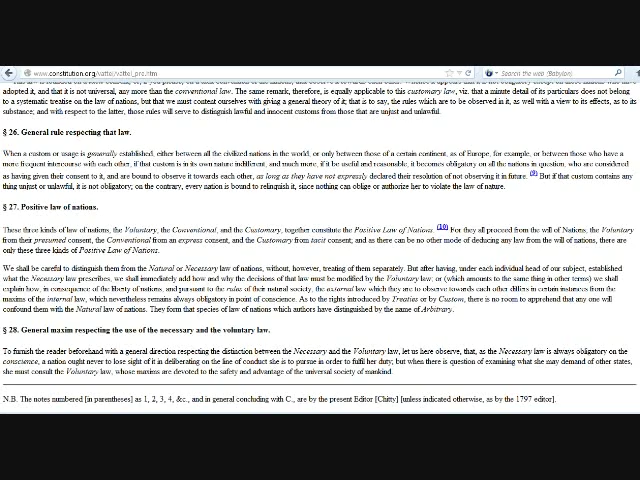 www.constitution.org/vattel/vattel_pre.htm
Search the web (Babylon)
adopted it, and that it is not universal, any more than the conventional law. The same remark, therefore, is equally applicable to this customary law, viz. that a minute detail of its particulars does not belong
to a systematic treatise on the law of nations, but that we must content ourselves with giving a general theory of it; that is to say, the rules which are to be observed in it, as well with a view to its effects, as to its
substance; and with respect to the latter, those rules will serve to distinguish lawful and innocent customs from those that are unjust and unlawful.
§ 26. General rule respecting that law.
When a custom or usage is generally established, either between all the civilized nations in the world, or only between those of a certain continent, as of Europe, for example, or between those who have a
more frequent intercourse with each other, if that custom is in its own nature indifferent, and much more, if it be useful and reasonable, it becomes obligatory on all the nations in question, who are considered
as having given their consent to it, and are bound to observe it towards each other, as long as they have not expressly declared their resolution of not observing it in future. (9) But if that custom contains any
thing unjust or unlawful, it is not obligatory; on the contrary, every nation is bound to relinquish it, since nothing can oblige or authorize her to violate the law of nature.
§ 27. Positive law of nations.
These three kinds of law of nations, the Voluntary, the Conventional, and the Customary, together constitute the Positive Law of Nations. (10) For they all proceed from the will of Nations; the Voluntary
from their presumed consent, the Conventional from an express consent, and the Customary from tacit consent; and as there can be no other mode of deducing any law from the will of nations, there are
only these three kinds of Positive Law of Nations.
We shall be careful to distinguish them from the Natural or Necessary law of nations, without, however, treating of them separately. But after having, under each individual head of our subject, established
what the Necessary law prescribes, we shall immediately add how and why the decisions of that law must be modified by the Voluntary law; or (which amounts to the same thing in other terms) we shall
explain how, in consequence of the liberty of nations, and pursuant to the rules of their natural society, the external law which they are to observe towards each other differs in certain instances from the
maxims of the internal law, which nevertheless remains always obligatory in point of conscience. As to the rights introduced by Treaties or by Custom, there is no room to apprehend that any one will
confound them with the Natural law of nations. They form that species of law of nations which authors have distinguished by the name of Arbitrary.
§ 28. General maxim respecting the use of the necessary and the voluntary law.
To furnish the reader beforehand with a general direction respecting the distinction between the Necessary and the Voluntary law, let us here observe, that, as the Necessary law is always obligatory on the
conscience, a nation ought never to lose sight of it in deliberating on the line of conduct she is to pursue in order to fulfil her duty; but when there is question of examining what she may demand of other states,
she must consult the Voluntary law, whose maxims are devoted to the safety and advantage of the universal society of mankind.
N.B. The notes numbered [in parentheses] as 1, 2, 3, 4, &c., and in general concluding with C., are by the present Editor [Chitty] [unless indicated otherwise, as by the 1797 editor].